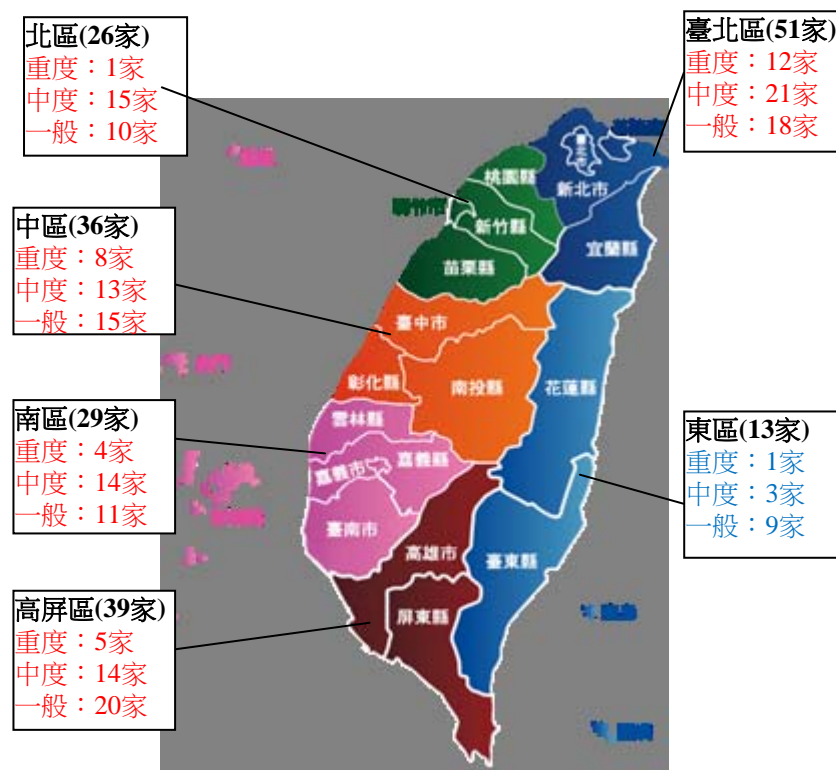 北區(26家)
重度：1家
中度：15家
一般：10家
臺北區(51家)
重度：12家
中度：21家
一般：18家
中區(36家)
重度：8家
中度：13家
一般：15家
南區(29家)
重度：4家
中度：14家
一般：11家
東區(13家)
重度：1家
中度：3家
一般：9家
高屏區(39家)
重度：5家
中度：14家
一般：20家
臺北市
桃園縣
新北市
新竹市
新竹縣
宜蘭縣
苗栗縣
臺中市
彰化縣
南投縣
花蓮縣
雲林縣
嘉義市
嘉義縣
臺南市
高雄市
臺東縣
屏東縣